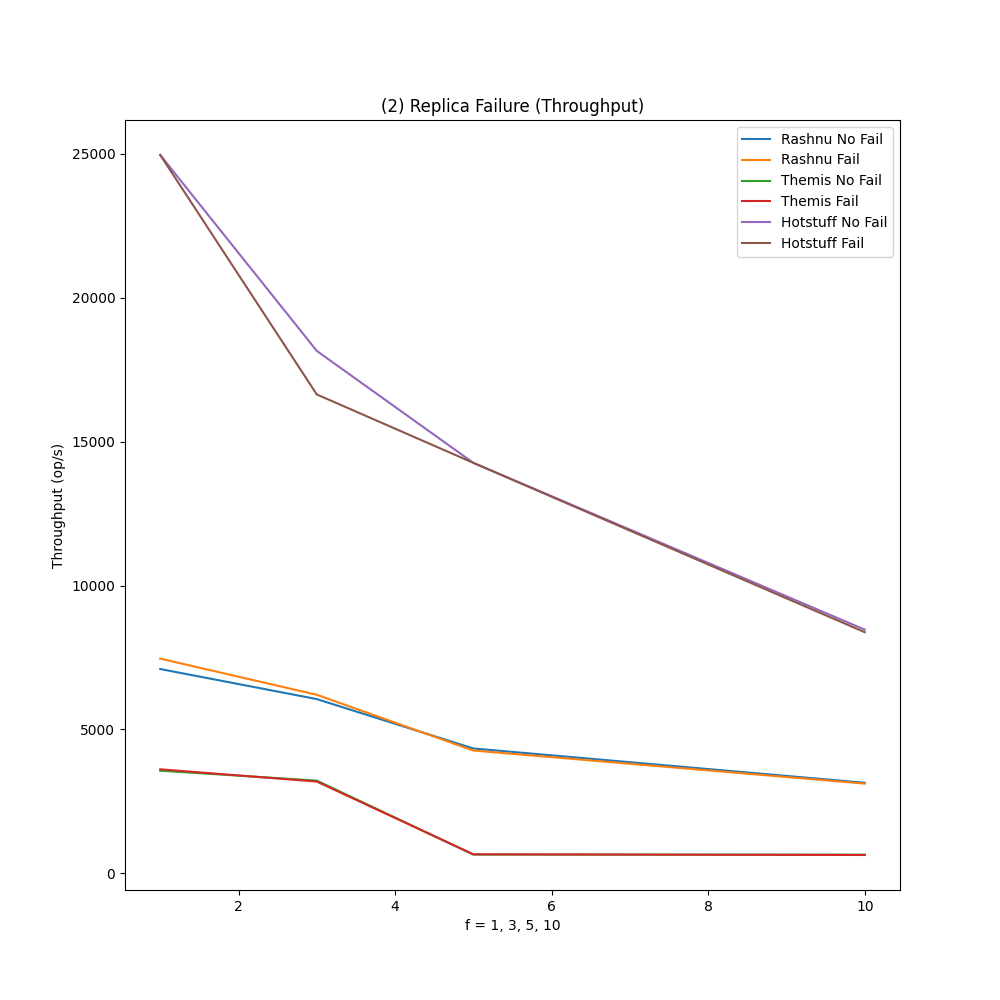 (2) Replica Failure (Throughput)
Rashnu No Fail
Rashnu Fail
Themis No Fail
Themis Fail
Hotstuff No Fail
Hotstuff Fail
25000
20000
15000
10000
5000
0
Throughput (op/s)
2 4 6 8 10
f = 1, 3, 5, 10